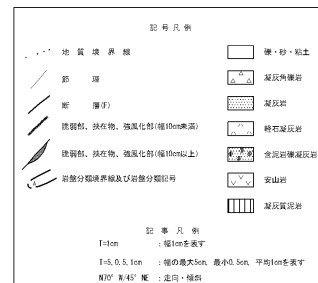 記号凡例
地質境界線
礫・砂・粘土
節理
凝灰角礫岩
断層(F)
凝灰岩
脆弱部、挟在物、強風化部(幅10cm未満)
軽石凝灰岩
脆弱部、挟在物、強風化部(幅10cm以上)
含泥岩礫凝灰岩
A
岩盤分類境界線及び岩盤分類記号
安山岩
凝灰質泥岩
記事凡例
T=1cm :幅1cmを表す
T=5,0.5,1cm :幅の最大5cm、最小0.5cm、平均1cmを表す
N70° W/45° NE :走向・傾斜